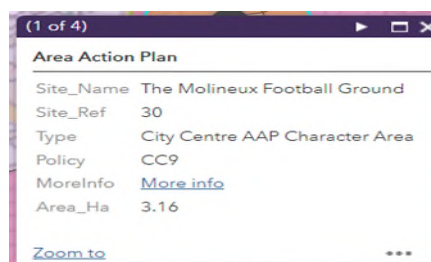 (1 of 4)
Area Action Plan
Site_Name The Molineux Football Ground
Site_Ref 30
Type City Centre AAP Character Area
Policy CC9
MoreInfo More info
Area_Ha 3.16
Zoom to